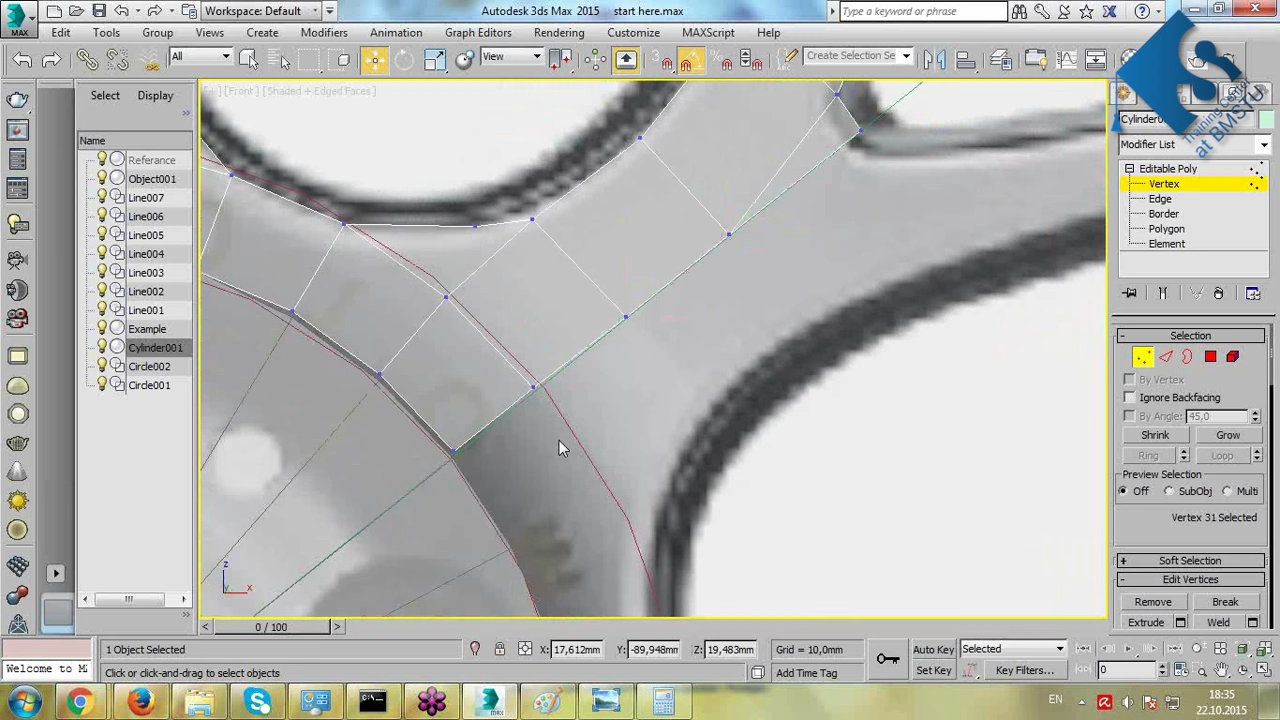 Workspace: Default
Autodesk 3ds Max 2015    start here.max
Type a keyword or phrase
MAX
Edit Tools Group Views Create Modifiers Animation Graph Editors Rendering Customize MAXScript Help
All
View
Create Selection Se
Select Display
[Front] [Shaded + Edged Faces]
Name
Referance
Object001
Line007
Line006
Line005
Line004
Line003
Line002
Line001
Example
Cylinder001
Circle002
Circle001
Training Center
at BMSTU
Modifier List
Editable Poly
Vertex
Edge
Border
Polygon
Element
Selection
By Vertex
Ignore Backfacing
By Angle: 45,0
Shrink Grow
Ring Loop
Preview Selection
Off SubObj Multi
Vertex 31 Selected
Soft Selection
Edit Vertices
Remove Break
Extrude Weld
z
x
0 / 100
1 Object Selected
X: 17,612mm Y: -89,948mm Z: 19,483mm Grid = 10,0mm
Auto Key Selected
Welcome to M
Click or click-and-drag to select objects
Add Time Tag
Set Key Key Filters... 0
EN
18:35
22.10.2015